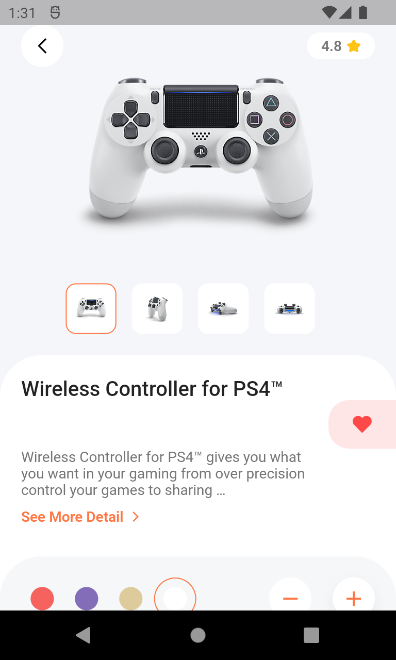 1:31
4.8
Wireless Controller for PS4™
Wireless Controller for PS4™ gives you what
you want in your gaming from over precision
control your games to sharing ...
See More Detail